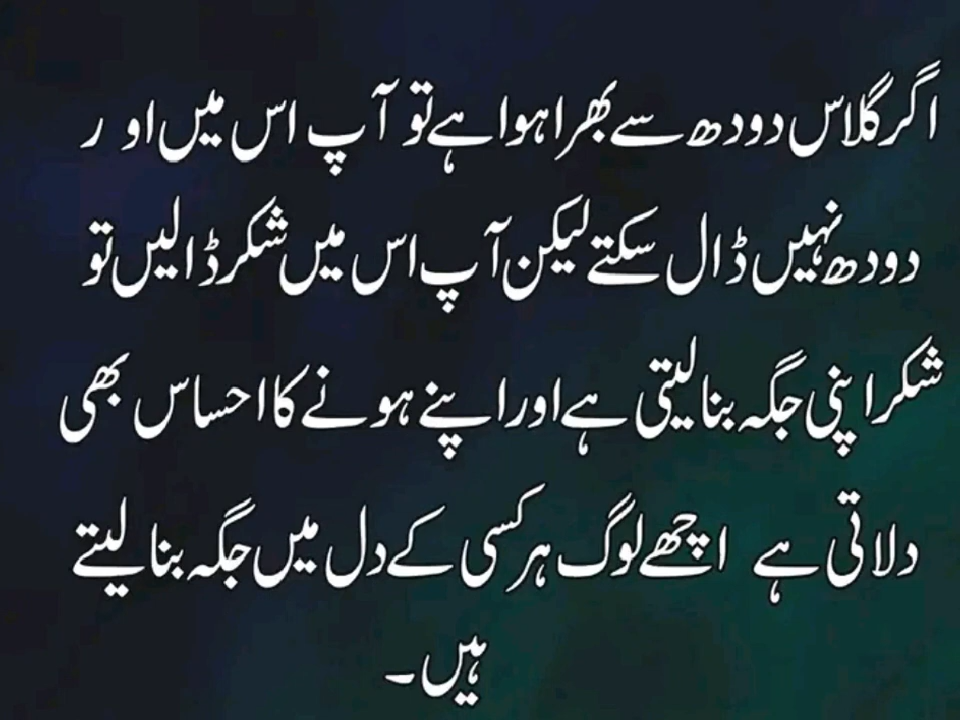 اگر گلاس دودھ سے بھرا ہوا ہے تو آپ اس میں او ر
دودھ نہیں ڈال سکتے لیکن آپ اس میں شکر ڈالیں تو
شکر اپنی جگہ بنا لیتی ہے اور اپنے ہونے کا احساس بھی
دلاتی ہے اچھے لوگ ہر کسی کے دل میں جگہ بنا لیتے
ہیں۔